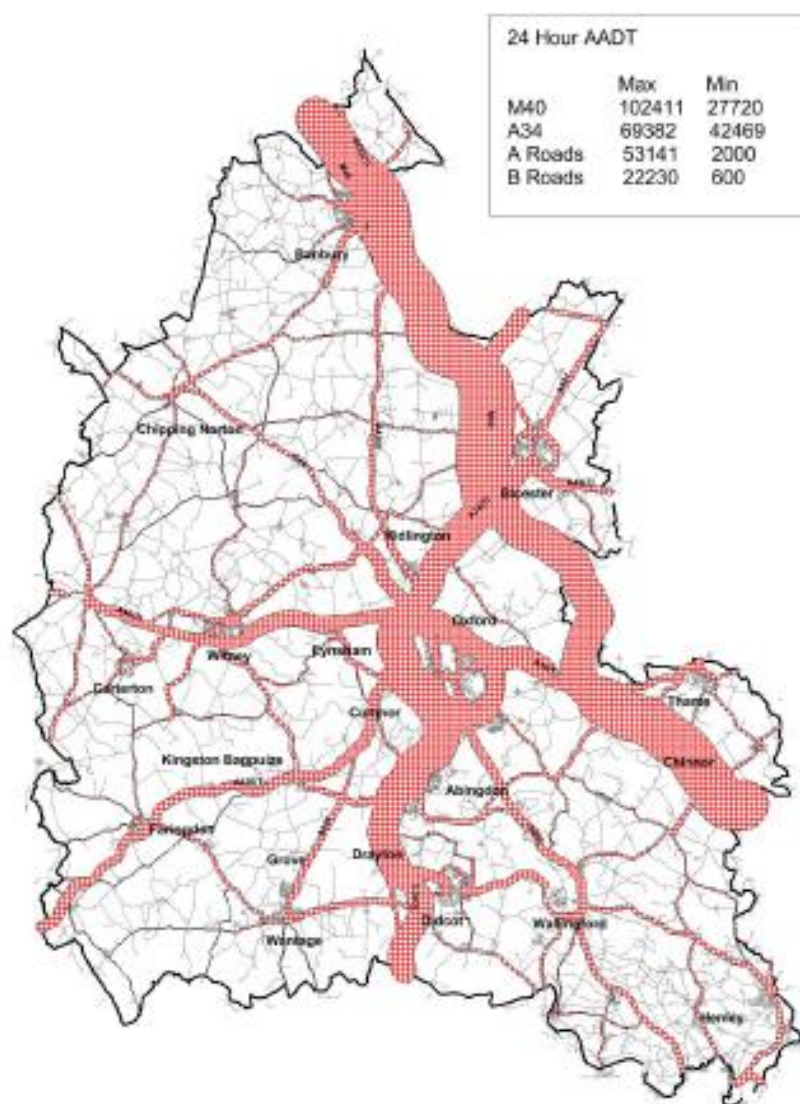 24 Hour AADT
Max Min
M40 102411 27720
A34 69382 42469
A Roads 53141 2000
B Roads 22230 600
Banbury
Chipping Norton
Bicester
Kidlington
Oxford
Eynsham
Witney
Carterton
Cumnor
Thame
Kingston Bagpuize
Chinnor
Abingdon
Faringdon
Drayton
Grove
Didcot
Wallingford
Wantage
Henley